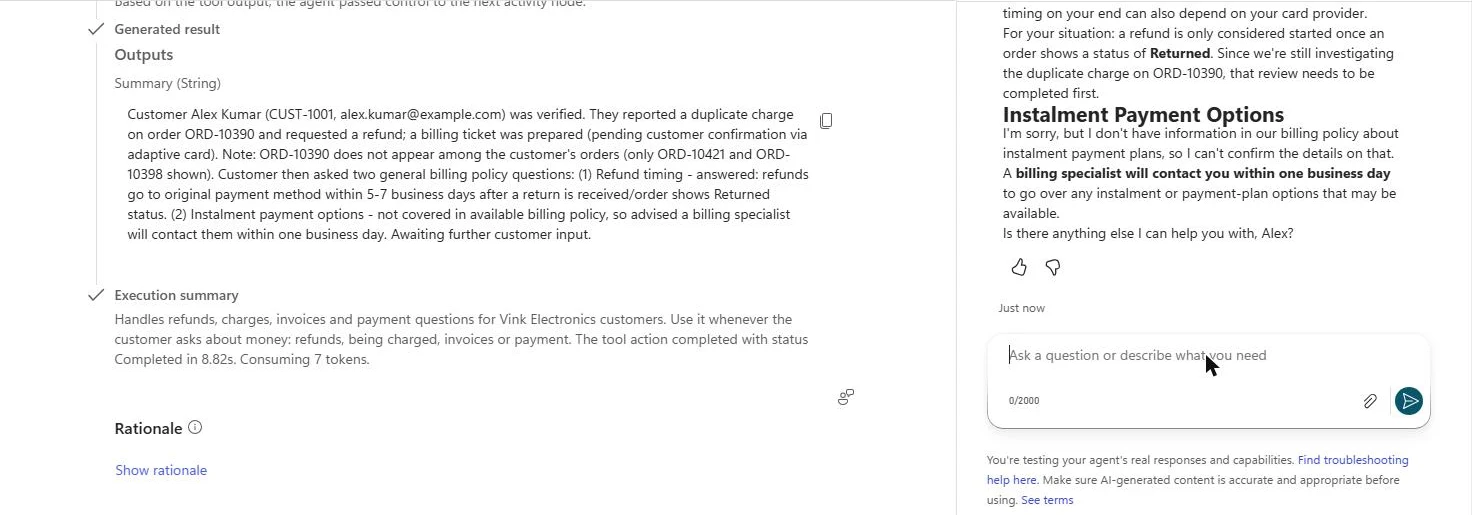 Based on the tool output, the agent passed control to the next activity node.
Generated result
Outputs
Summary (String)
Customer Alex Kumar (CUST-1001, alex.kumar@example.com) was verified. They reported a duplicate charge
on order ORD-10390 and requested a refund; a billing ticket was prepared (pending customer confirmation via
adaptive card). Note: ORD-10390 does not appear among the customer's orders (only ORD-10421 and ORD-
10398 shown). Customer then asked two general billing policy questions: (1) Refund timing - answered: refunds
go to original payment method within 5-7 business days after a return is received/order shows Returned
status. (2) Instalment payment options - not covered in available billing policy, so advised a billing specialist
will contact them within one business day. Awaiting further customer input.
Execution summary
Handles refunds, charges, invoices and payment questions for Vink Electronics customers. Use it whenever the
customer asks about money: refunds, being charged, invoices or payment. The tool action completed with status
Completed in 8.82s. Consuming 7 tokens.
Rationale
Show rationale
timing on your end can also depend on your card provider.
For your situation: a refund is only considered started once an
order shows a status of Returned. Since we're still investigating
the duplicate charge on ORD-10390, that review needs to be
completed first.
Instalment Payment Options
I'm sorry, but I don't have information in our billing policy about
instalment payment plans, so I can't confirm the details on that.
A billing specialist will contact you within one business day
to go over any instalment or payment-plan options that may be
available.
Is there anything else I can help you with, Alex?
Just now
Ask a question or describe what you need
0/2000
You're testing your agent's real responses and capabilities. Find troubleshooting
help here. Make sure AI-generated content is accurate and appropriate before
using. See terms